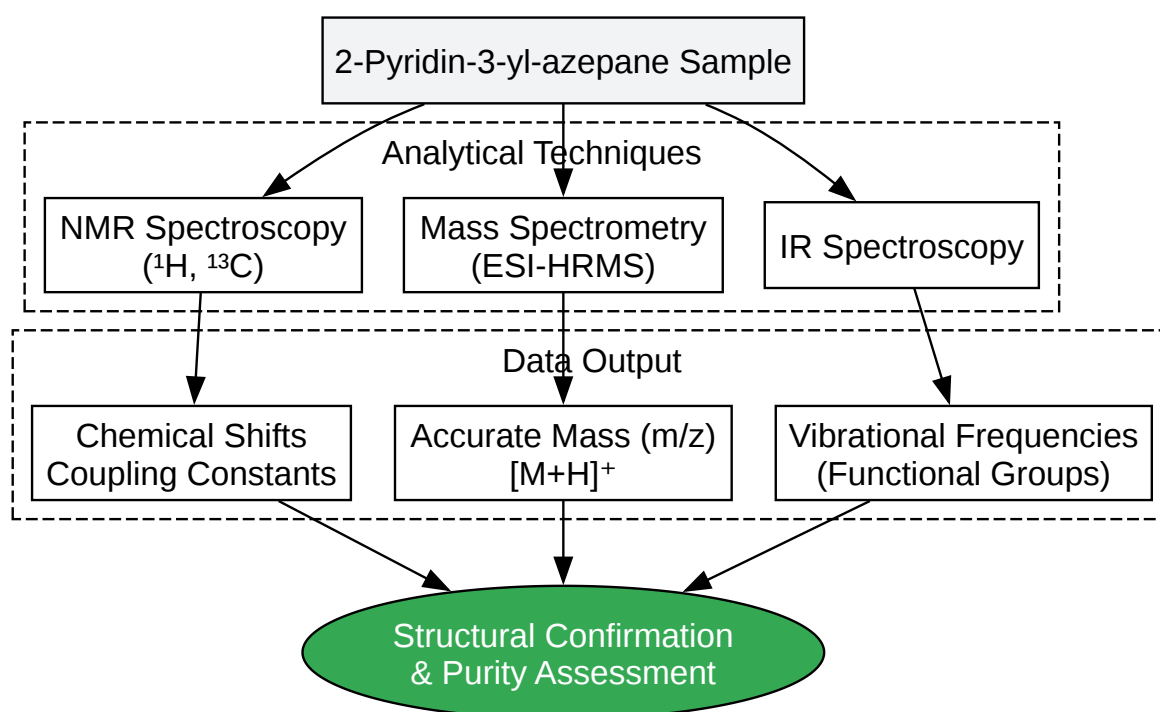 2-Pyridin-3-yl-azepane Sample
Analytical Techniques
NMR Spectroscopy
(¹H, ¹³C)
Mass Spectrometry
(ESI-HRMS)
IR Spectroscopy
Data Output
Chemical Shifts
Coupling Constants
Accurate Mass (m/z)
[M+H]⁺
Vibrational Frequencies
(Functional Groups)
Structural Confirmation
& Purity Assessment